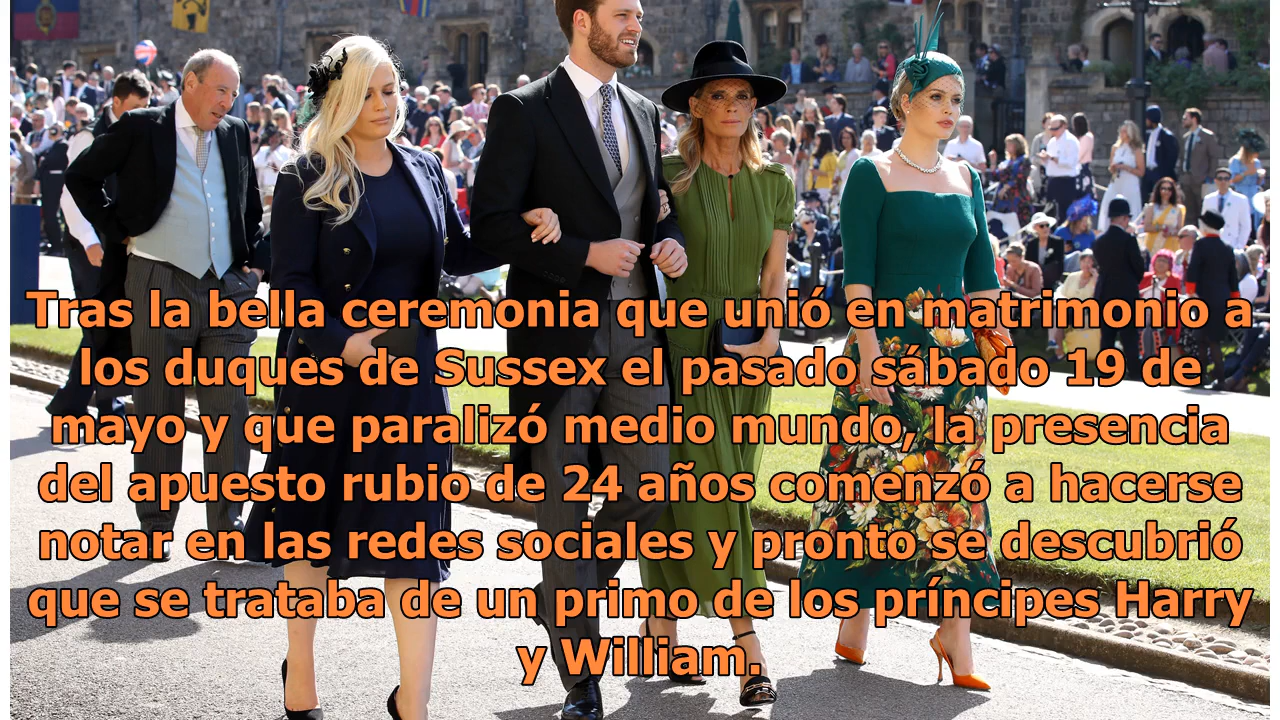 Tras la bella ceremonia que unió en matrimonio a
los duques de Sussex el pasado sábado 19 de
mayo y que paralizó medio mundo, la presencia
del apuesto rubio de 24 años comenzó a hacerse
notar en las redes sociales y pronto se descubrió
que se trataba de un primo de los príncipes Harry
y William.